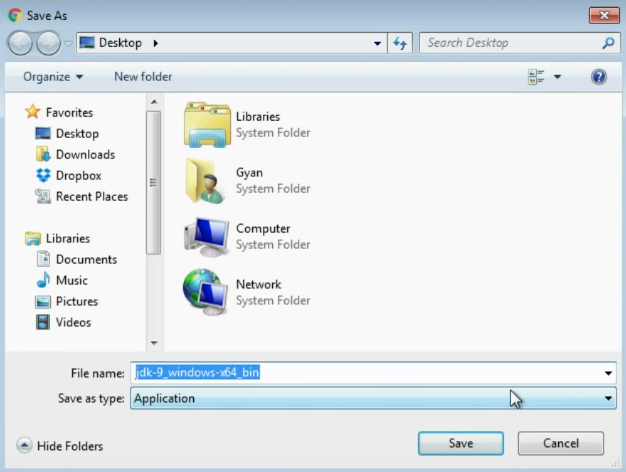 Save As
Desktop
Search Desktop
Organize
New folder
Favorites
Desktop
Downloads
Dropbox
Recent Places
Libraries
Documents
Music
Pictures
Videos
Libraries
System Folder
Gyan
System Folder
Computer
System Folder
Network
System Folder
File name: jdk-9_windows-x64_bin
Save as type: Application
Hide Folders
Save
Cancel